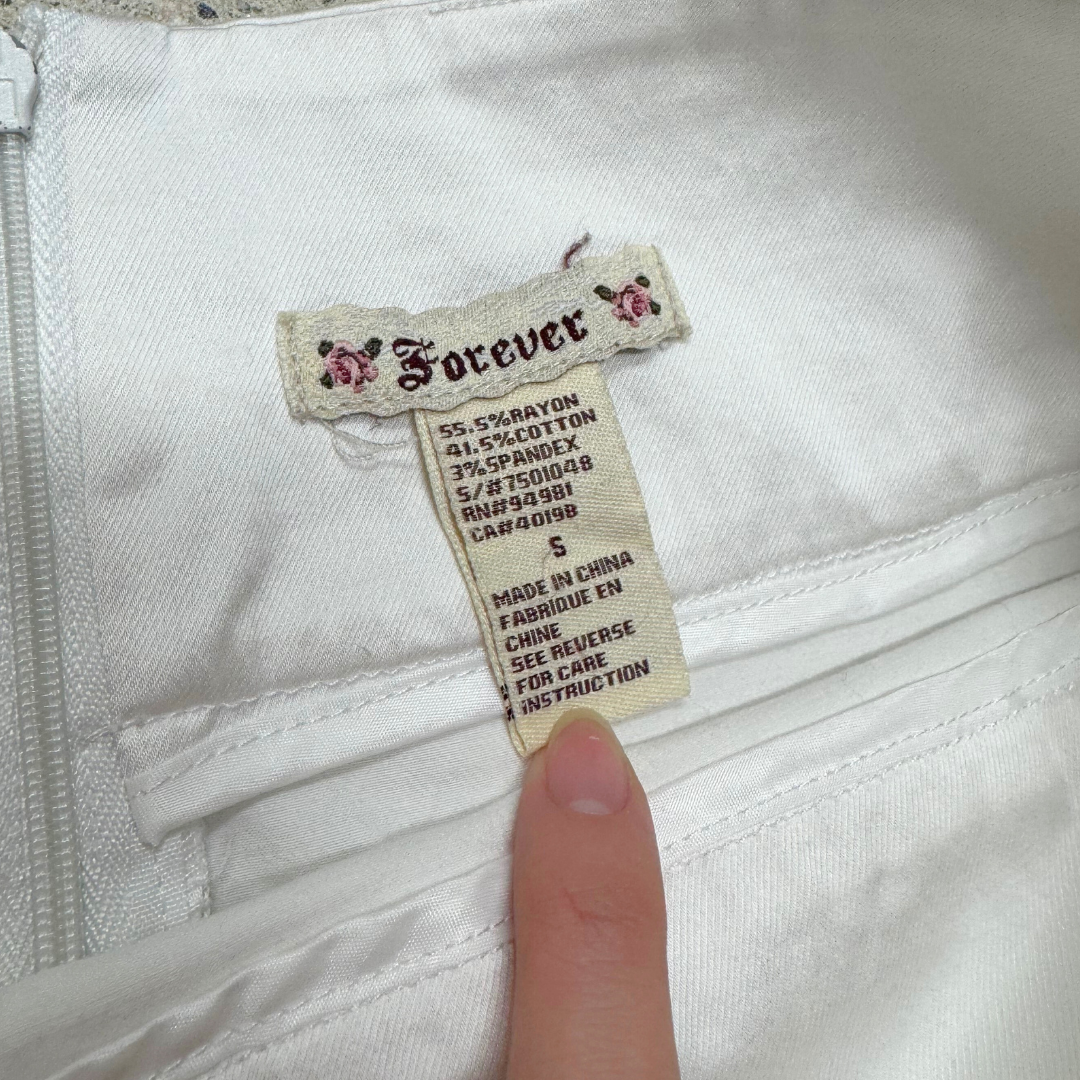 Forever
55.5%RAYON
41.5%COTTON
3%SPANDEX
S/#7501048
RN#94981
CA#40198
S
MADE IN CHINA
FABRIQUE EN
CHINE
SEE REVERSE
FOR CARE
INSTRUCTION